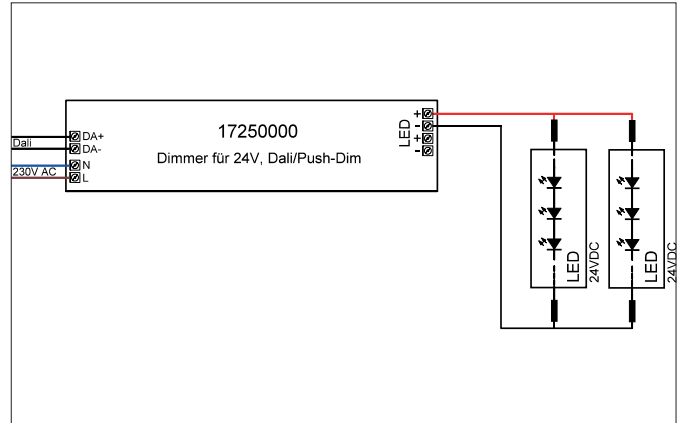 Dali
230V AC
DA+
DA-
N
L
17250000
Dimmer für 24V, Dali/Push-Dim
LED
+
-
+
-
LED
24VDC
LED
24VDC